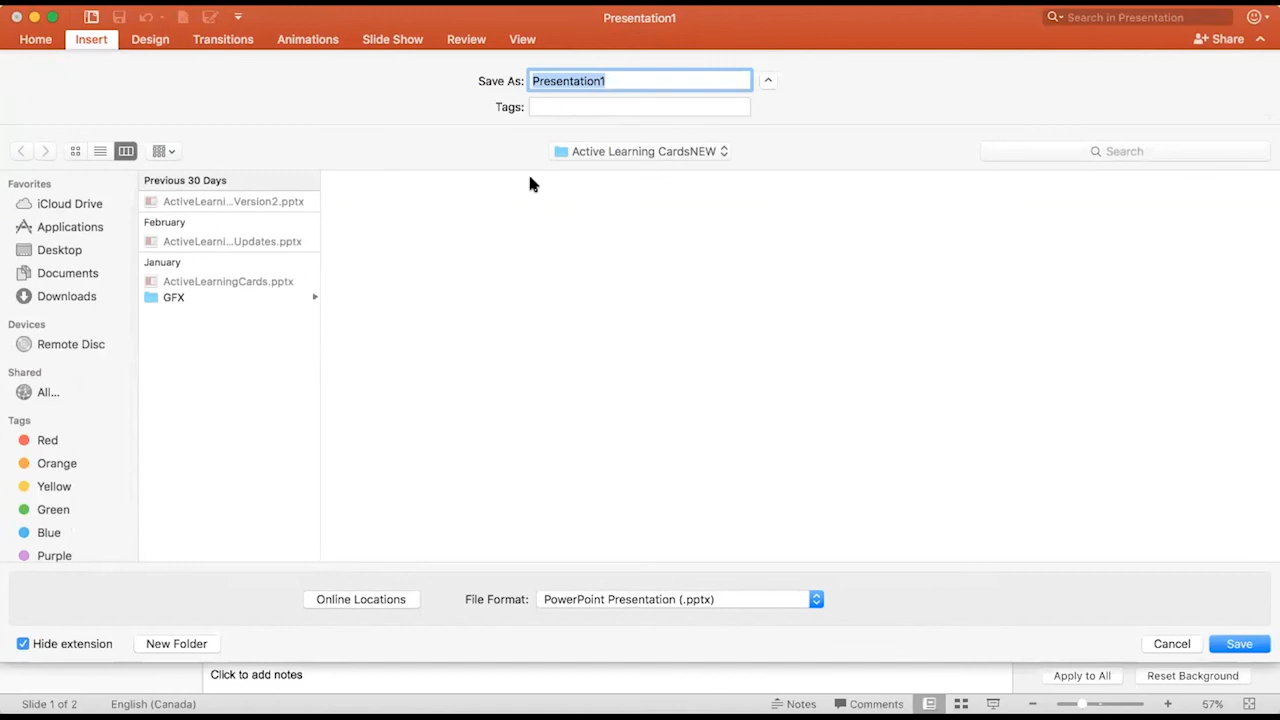 Presentation1
Search in Presentation
Home Insert Design Transitions Animations Slide Show Review View
Share
Save As: Presentation1
Tags:
Active Learning CardsNEW
Search
Favorites
iCloud Drive
Applications
Desktop
Documents
Downloads
Devices
Remote Disc
Shared
All...
Tags
Red
Orange
Yellow
Green
Blue
Purple
Previous 30 Days
ActiveLearni...Version2.pptx
February
ActiveLearni...Updates.pptx
January
ActiveLearningCards.pptx
GFX
Online Locations File Format: PowerPoint Presentation (.pptx)
Hide extension New Folder Cancel Save
Click to add notes Apply to All Reset Background
Slide 1 of 2 English (Canada) Notes Comments 57%